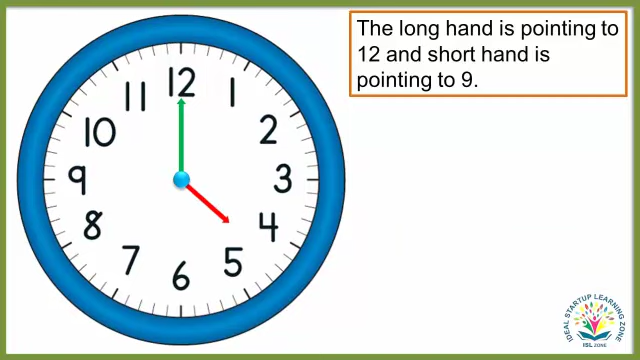 The long hand is pointing to
12 and short hand is
pointing to 9.
12
1
2
3
4
5
6
7
8
9
10
11
IDEAL STARTUP LEARNING ZONE
ISL ZONE